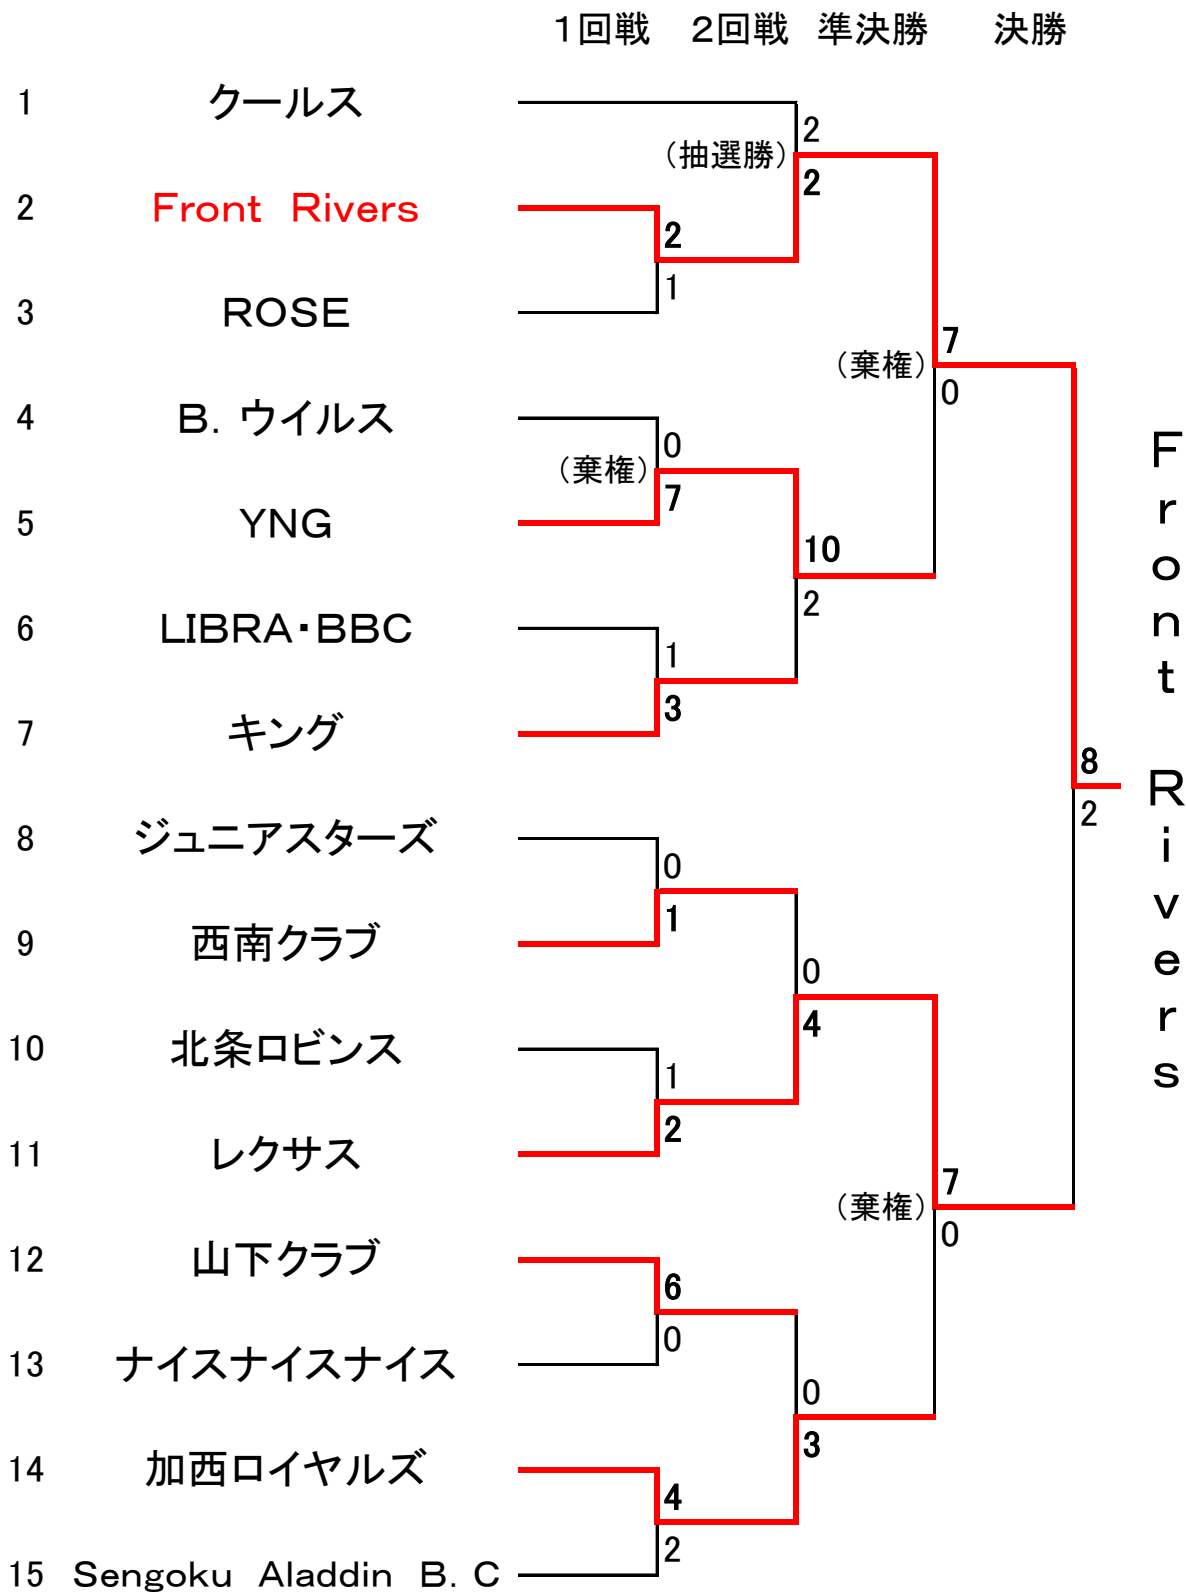 1回戦 2回戦 準決勝 決勝
1 クールス
2
(抽選勝)
2
2 Front Rivers
2
1
3 ROSE
7
(棄権)
0
4 B. ウイルス
0
(棄権)
7
5 YNG
10
2
6 LIBRA・BBC
1
3
7 キング
8
2
Front Rivers
8 ジュニアスターズ
0
1
9 西南クラブ
0
4
10 北条ロビンス
1
2
11 レクサス
7
(棄権)
0
12 山下クラブ
6
0
13 ナイスナイスナイス
0
3
14 加西ロイヤルズ
4
2
15 Sengoku Aladdin B. C